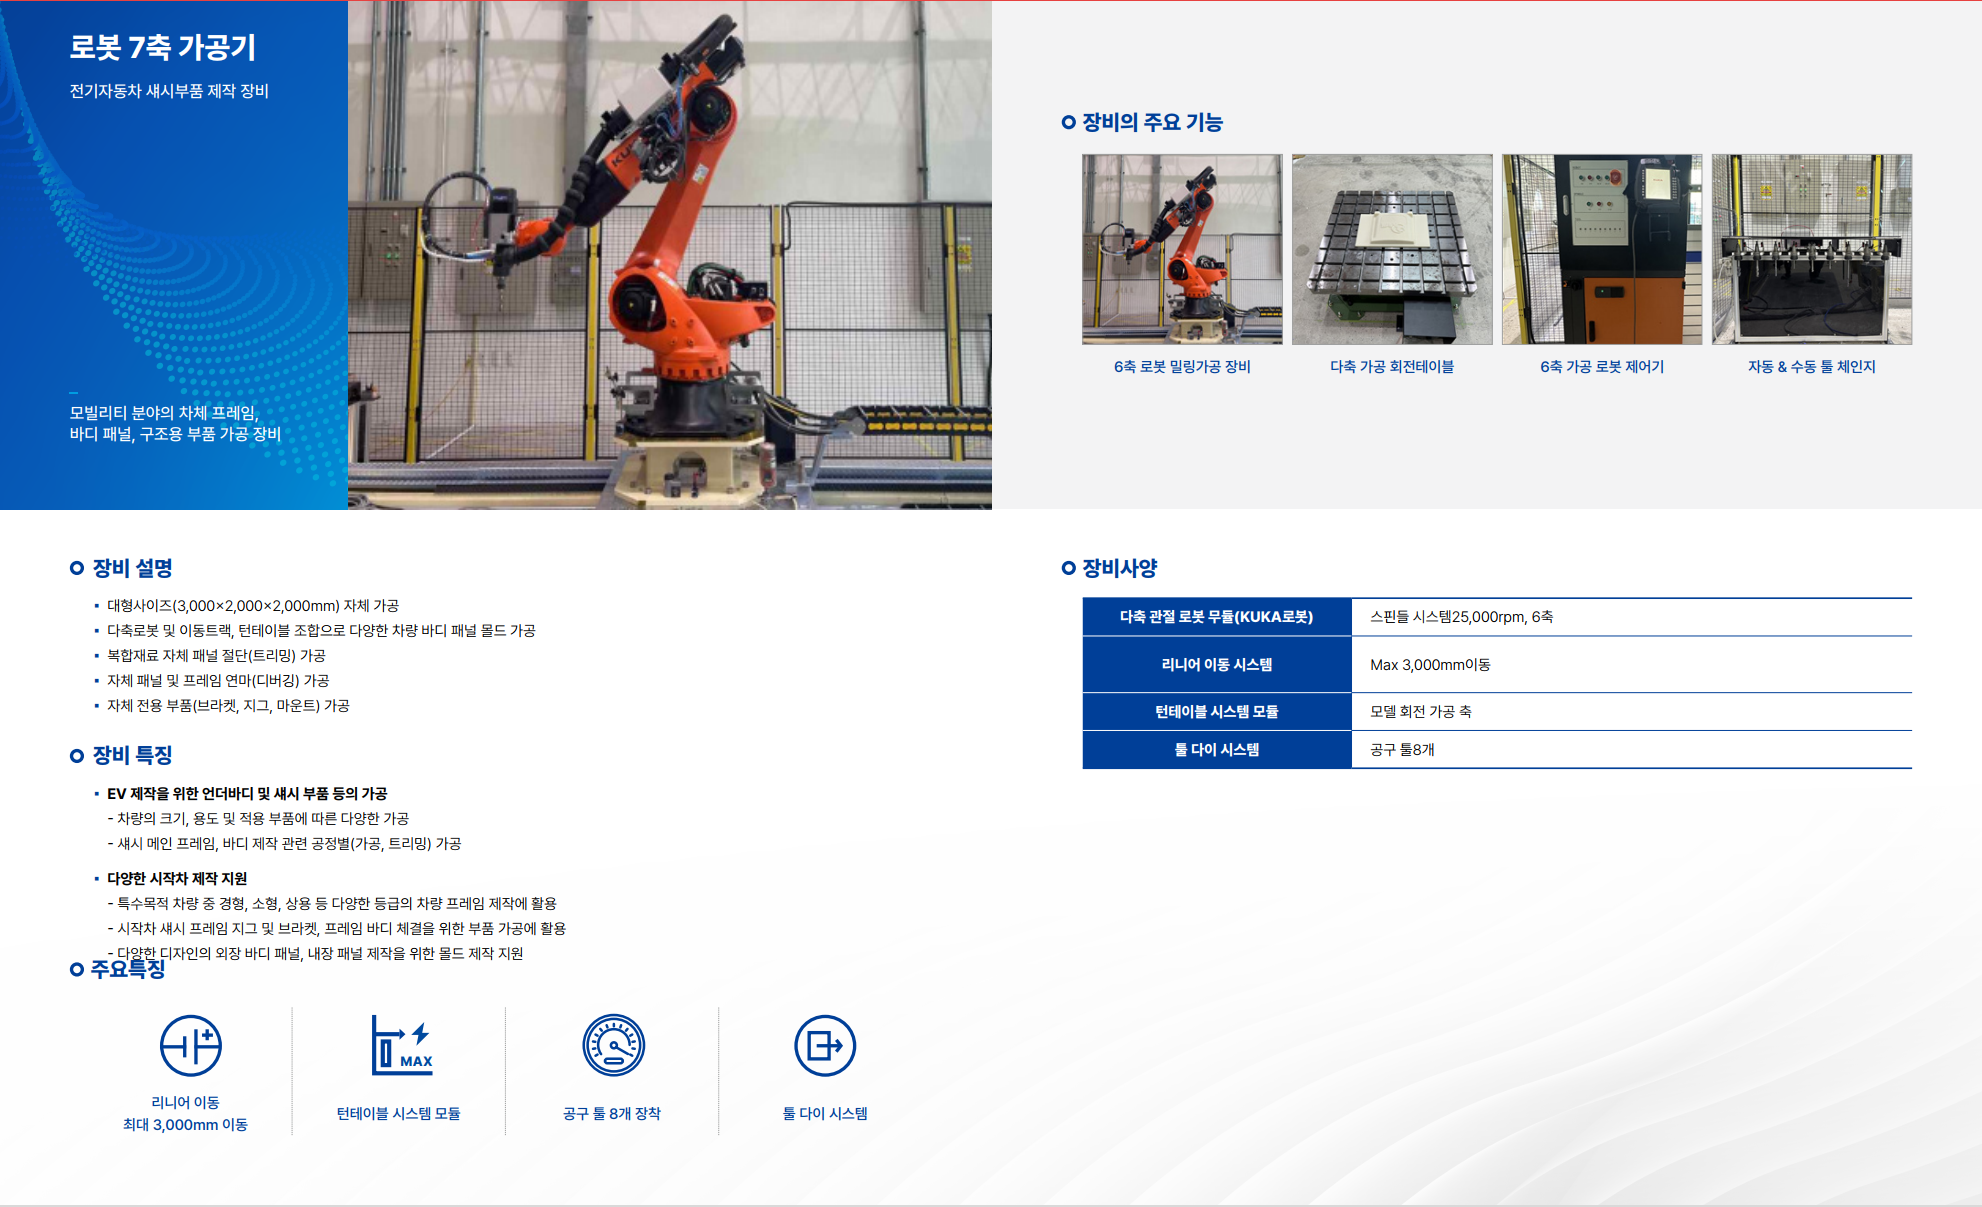 로봇 7축 가공기
전기자동차 섀시부품 제작 장비
모빌리티 분야의 차체 프레임,
바디 패널, 구조용 부품 가공 장비
장비의 주요 기능
6축 로봇 밀링가공 장비
다축 가공 회전테이블
6축 가공 로봇 제어기
자동 & 수동 툴 체인지
장비 설명
▪ 대형사이즈(3,000×2,000×2,000mm) 자체 가공
▪ 다축로봇 및 이동트랙, 턴테이블 조합으로 다양한 차량 바디 패널 몰드 가공
▪ 복합재료 자체 패널 절단(트리밍) 가공
▪ 자체 패널 및 프레임 연마(디버깅) 가공
▪ 자체 전용 부품(브라켓, 지그, 마운트) 가공
장비 특징
▪ EV 제작을 위한 언더바디 및 섀시 부품 등의 가공
- 차량의 크기, 용도 및 적용 부품에 따른 다양한 가공
- 섀시 메인 프레임, 바디 제작 관련 공정별(가공, 트리밍) 가공
▪ 다양한 시작차 제작 지원
- 특수목적 차량 중 경형, 소형, 상용 등 다양한 등급의 차량 프레임 제작에 활용
- 시작차 섀시 프레임 지그 및 브라켓, 프레임 바디 체결을 위한 부품 가공에 활용
- 다양한 디자인의 외장 바디 패널, 내장 패널 제작을 위한 몰드 제작 지원
주요특징
리니어 이동
최대 3,000mm 이동
MAX
턴테이블 시스템 모듈
공구 툴 8개 장착
툴 다이 시스템
장비사양
다축 관절 로봇 무듈(KUKA로봇) 스핀들 시스템25,000rpm, 6축
리니어 이동 시스템 Max 3,000mm이동
턴테이블 시스템 모듈 모델 회전 가공 축
툴 다이 시스템 공구 툴8개